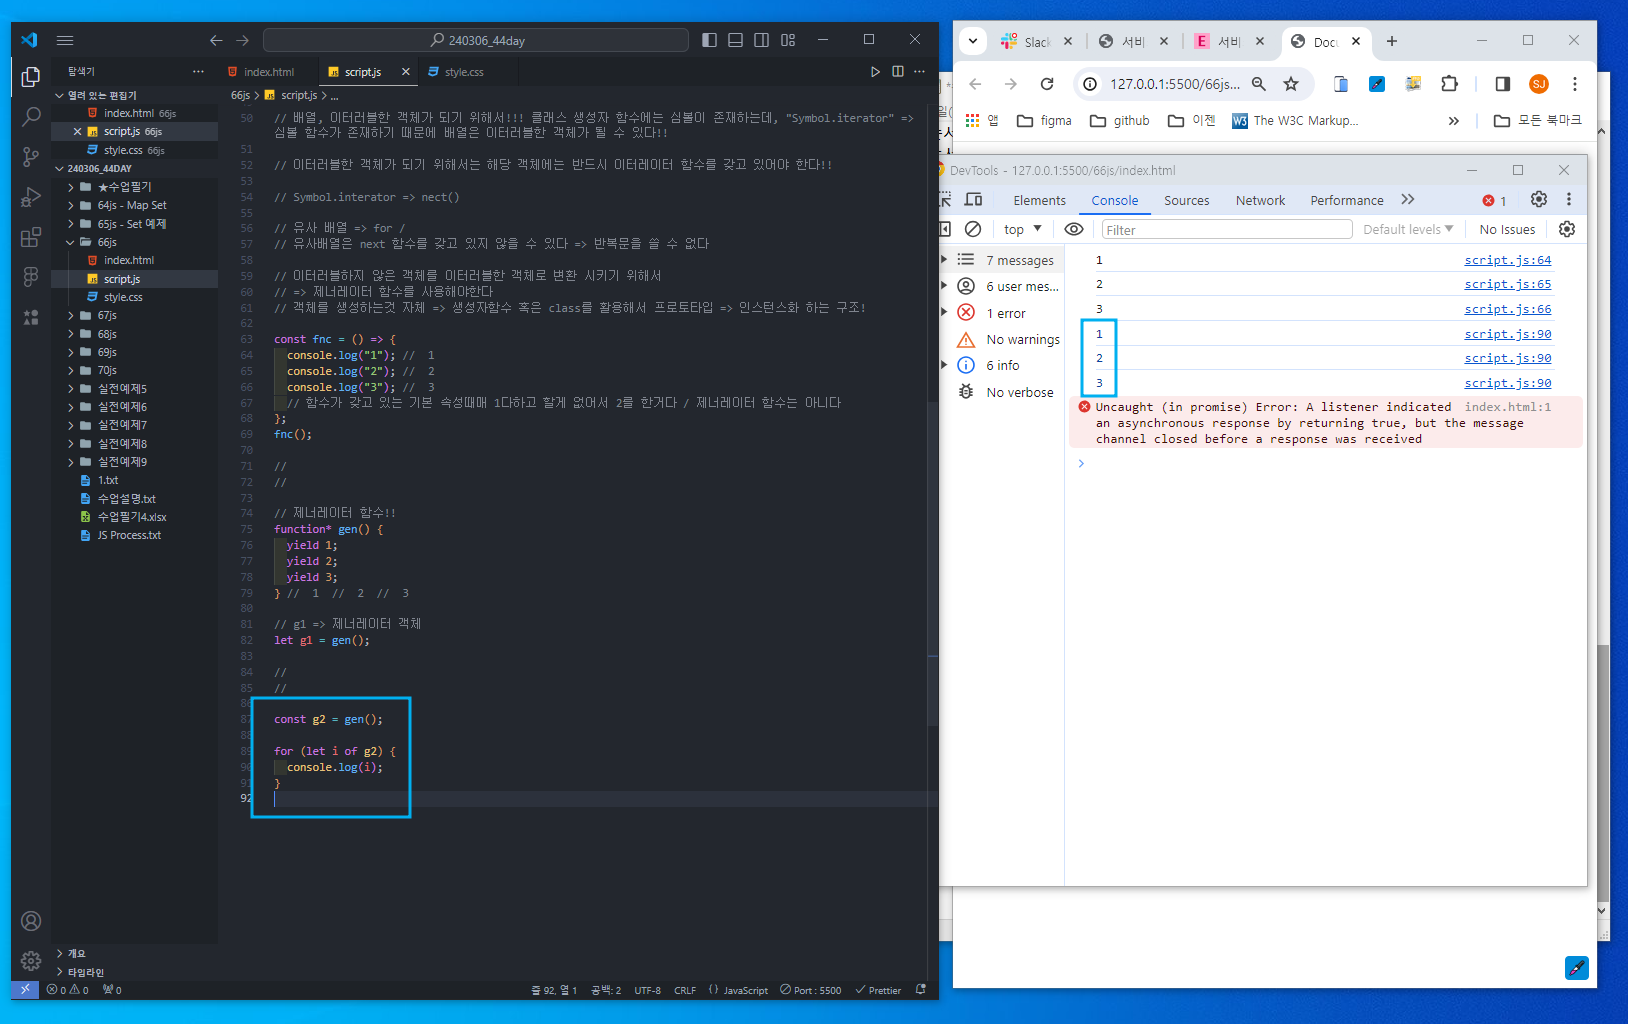 240306_44day
탐색기
index.html
script.js
style.css
열려 있는 편집기
index.html 66js
script.js 66js
style.css 66js
240306_44DAY
★수업필기
64js - Map Set
65js - Set 예제
66js
index.html
script.js
style.css
67js
68js
69js
70js
실전예제5
실전예제6
실전예제7
실전예제8
실전예제9
1.txt
수업설명.txt
수업필기4.xlsx
JS Process.txt
개요
타임라인
66js > script.js > ...
50 // 배열, 이터러블한 객체가 되기 위해서!!! 클래스 생성자 함수에는 심볼이 존재하는데, "Symbol.iterator" =>
심볼 함수가 존재하기 때문에 배열은 이터러블한 객체가 될 수 있다!!
51
52 // 이터러블한 객체가 되기 위해서는 해당 객체에는 반드시 이터레이터 함수를 갖고 있어야 한다!!
53
54 // Symbol.interator => nect()
55
56 // 유사 배열 => for /
57 // 유사배열은 next 함수를 갖고 있지 않을 수 있다 => 반복문을 쓸 수 없다
58
59 // 이터러블하지 않은 객체를 이터러블한 객체로 변환 시키기 위해서
60 // => 제너레이터 함수를 사용해야한다
61 // 객체를 생성하는것 자체 => 생성자함수 혹은 class를 활용해서 프로토타입 => 인스턴스화 하는 구조!
62
63 const fnc = () => {
64 console.log("1"); // 1
65 console.log("2"); // 2
66 console.log("3"); // 3
67 // 함수가 갖고 있는 기본 속성때매 1다하고 할게 없어서 2를 한거다 / 제너레이터 함수는 아니다
68 };
69 fnc();
70
71 //
72 //
73
74 // 제너레이터 함수!!
75 function* gen() {
76 yield 1;
77 yield 2;
78 yield 3;
79 } // 1 // 2 // 3
80
81 // g1 => 제너레이터 객체
82 let g1 = gen();
83
84 //
85 //
86
87 const g2 = gen();
88
89 for (let i of g2) {
90 console.log(i);
91 }
92
0 0 0
줄 92, 열 1 공백: 2 UTF-8 CRLF {} JavaScript Port : 5500 Prettier
Slack
서비
E 서비
Docu
127.0.0.1:5500/66js...
SJ
앱 figma github 이젠 W3 The W3C Markup... » 모든 북마크
DevTools - 127.0.0.1:5500/66js/index.html
Elements Console Sources Network Performance » 1
top Filter Default levels No Issues
7 messages
6 user mes...
1 error
No warnings
6 info
No verbose
1 script.js:64
2 script.js:65
3 script.js:66
1 script.js:90
2 script.js:90
3 script.js:90
Uncaught (in promise) Error: A listener indicated index.html:1
an asynchronous response by returning true, but the message
channel closed before a response was received